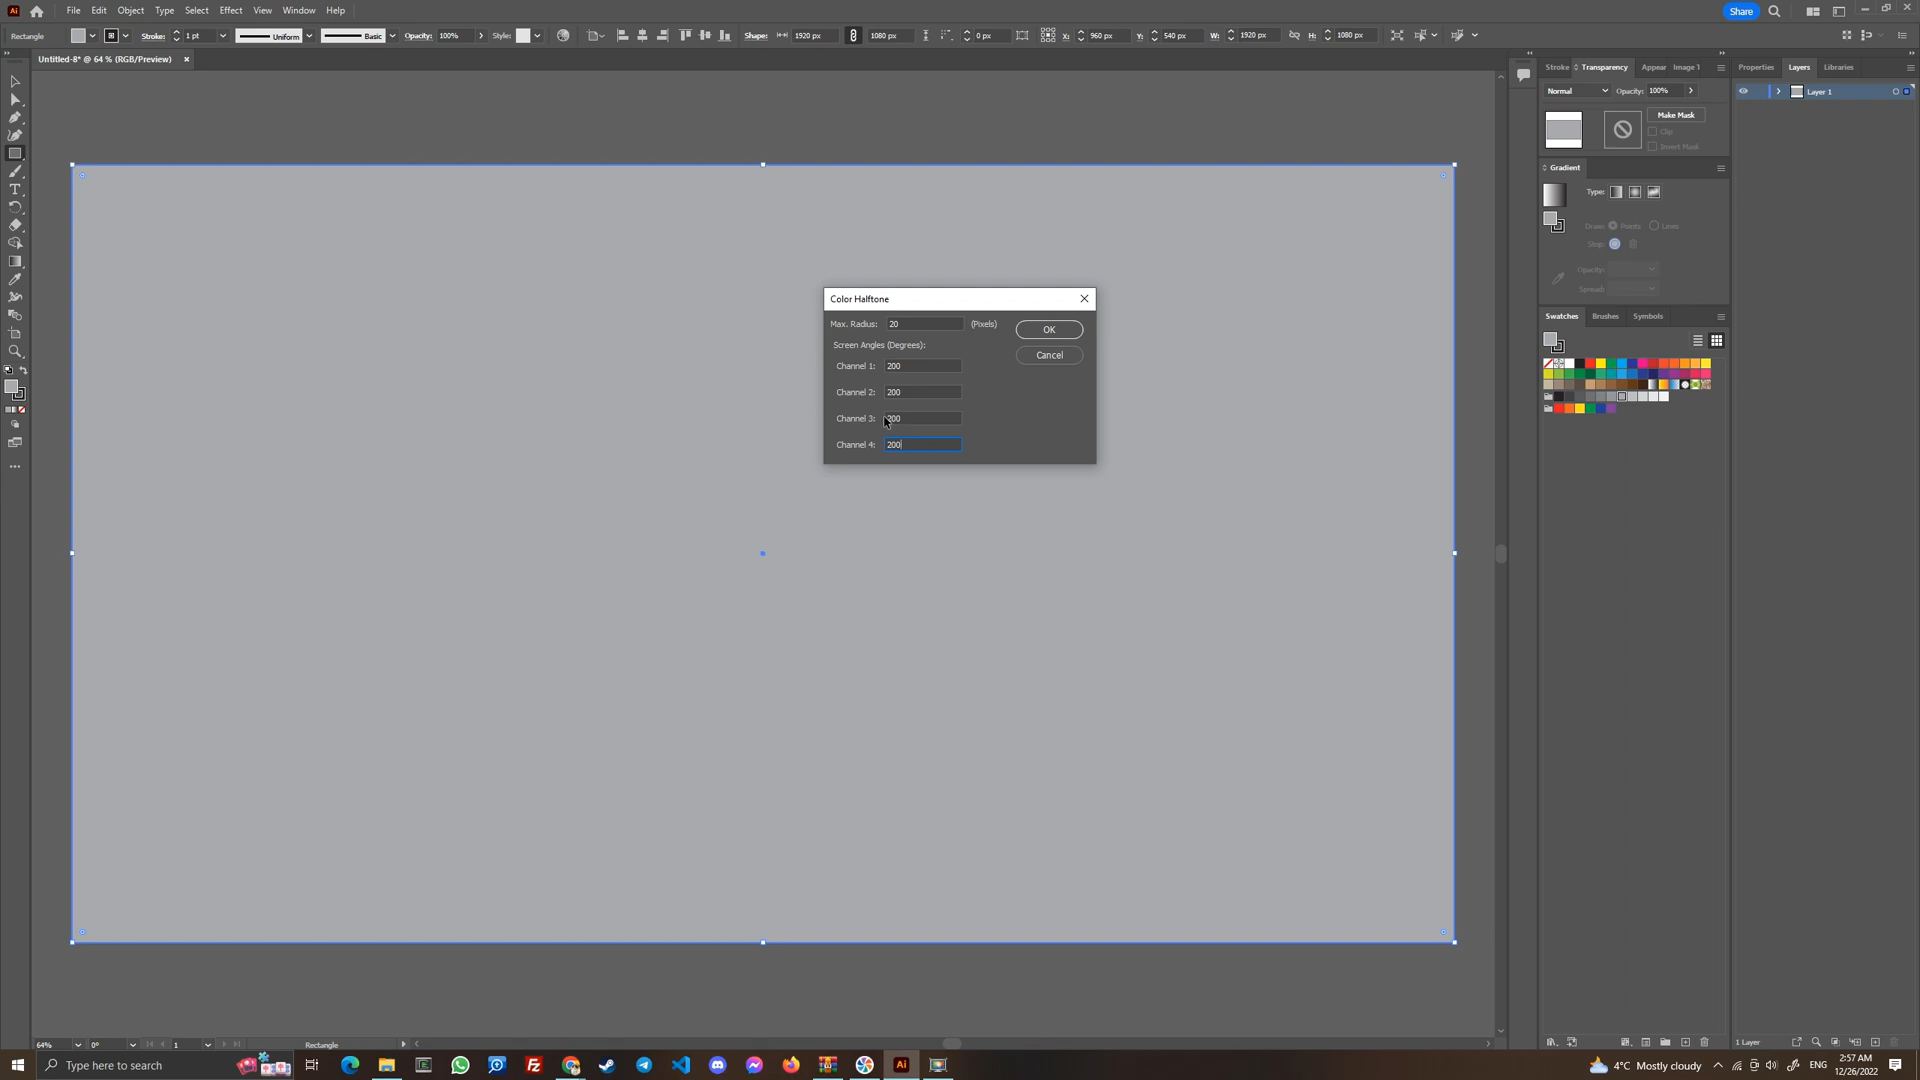 Ai File Edit Object Type Select Effect View Window Help Share
Rectangle Stroke: 1 pt Uniform Basic Opacity: 100% Style: Shape: 1920 px 1080 px 0 px X: 960 px Y: 540 px W: 1920 px H: 1080 px
Untitled-8* @ 64 % (RGB/Preview) ×
Stroke Transparency Appear Image T
Properties Layers Libraries
Normal Opacity: 100%
Layer 1
Make Mask
Clip
Invert Mask
Gradient
Type:
Draw: Points Lines
Stop:
Opacity:
Spread:
Swatches Brushes Symbols
Color Halftone
Max. Radius: 20 (Pixels)
OK
Screen Angles (Degrees):
Cancel
Channel 1: 200
Channel 2: 200
Channel 3: 200
Channel 4: 200
64% 0° 1 Rectangle
1 Layer
Type here to search
Ai
4°C Mostly cloudy ENG
2:57 AM
12/26/2022